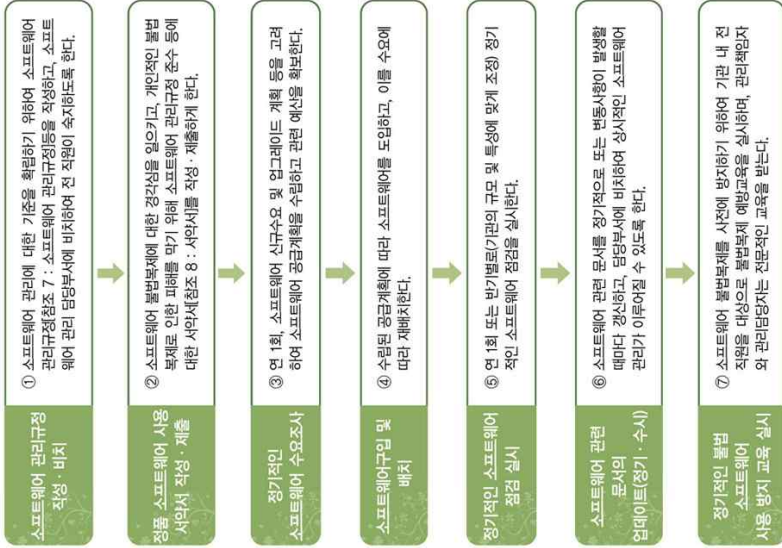 소프트웨어 관리규정
작성 · 비치
① 소프트웨어 관리에 대한 기준을 확립하기 위하여 소프트웨어
관리규정[참조 7 : 소프트웨어 관리규정]등을 작성하고, 소프트
웨어 관리 담당부서에 비치하여 전 직원이 숙지하도록 한다.
정품 소프트웨어 사용
서약서 작성 · 제출
② 소프트웨어 불법복제에 대한 경각심을 일으키고, 개인적인 불법
복제로 인한 피해를 막기 위해 소프트웨어 관리규정 준수 등에
대한 서약서[참조 8 : 서약서]를 작성 · 제출하게 한다.
정기적인
소프트웨어 수요조사
③ 연 1회, 소프트웨어 신규수요 및 업그레이드 계획 등을 고려
하여 소프트웨어 공급계획을 수립하고 관련 예산을 확보한다.
소프트웨어구입 및
배치
④ 수립된 공급계획에 따라 소프트웨어를 도입하고, 이를 수요에
따라 재배치한다.
정기적인 소프트웨어
점검 실시
⑤ 연 1회 또는 반기별로(기관의 규모 및 특성에 맞게 조정) 정기
적인 소프트웨어 점검을 실시한다.
소프트웨어 관련
문서의
업데이트(정기 · 수시)
⑥ 소프트웨어 관련 문서를 정기적으로 또는 변동사항이 발생할
때마다 갱신하고, 담당부서에 비치하여 상시적인 소프트웨어
관리가 이루어질 수 있도록 한다.
정기적인 불법
소프트웨어
사용 방지 교육 실시
⑦ 소프트웨어 불법복제를 사전에 방지하기 위하여 기관 내 전
직원을 대상으로 불법복제 예방교육을 실시하며, 관리책임자
와 관리담당자는 전문적인 교육을 받는다.